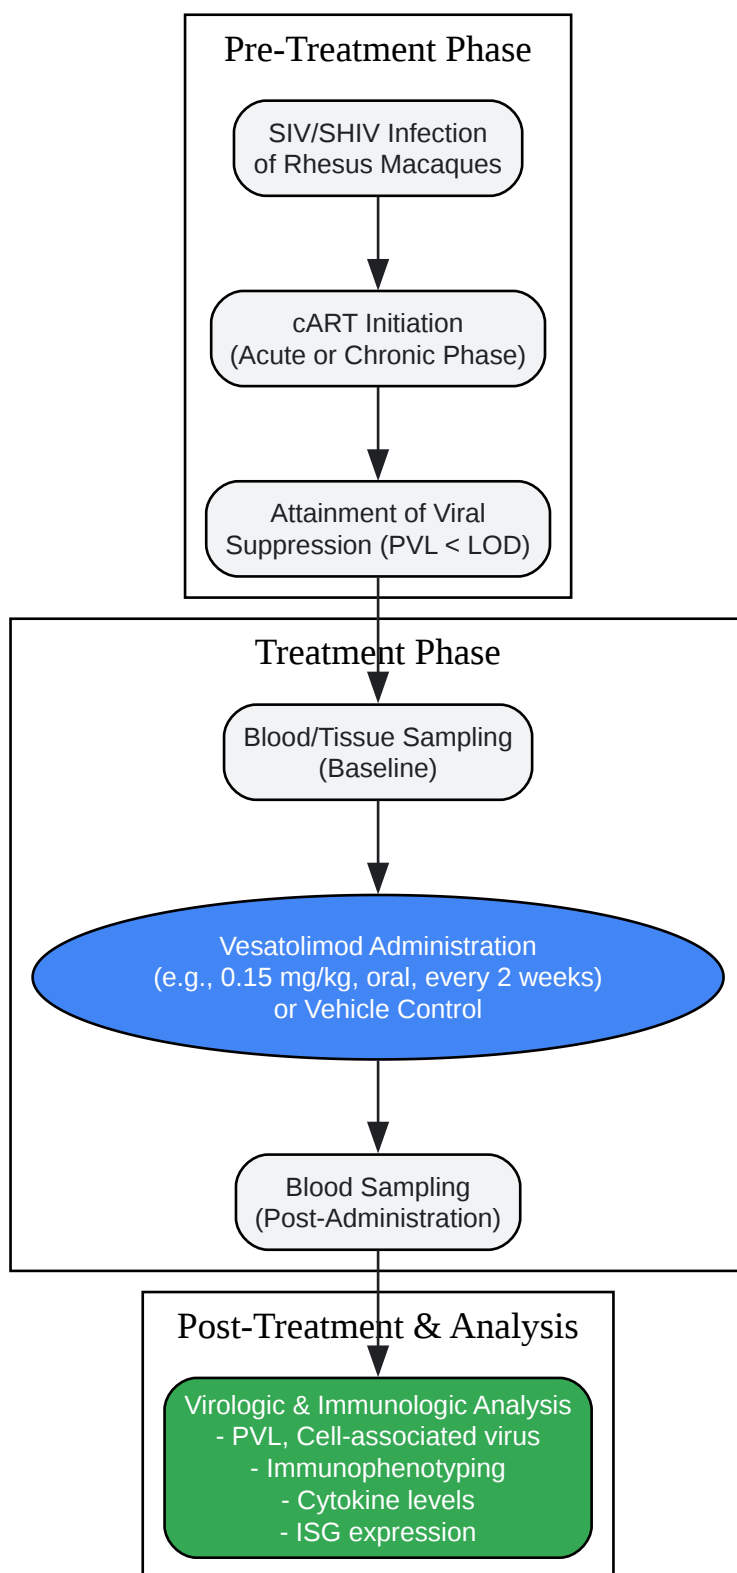 Pre-Treatment Phase
SIV/SHIV Infection
of Rhesus Macaques
cART Initiation
(Acute or Chronic Phase)
Attainment of Viral
Suppression (PVL < LOD)
Treatment Phase
Blood/Tissue Sampling
(Baseline)
Vesatolimod Administration
(e.g., 0.15 mg/kg, oral, every 2 weeks)
or Vehicle Control
Blood Sampling
(Post-Administration)
Post-Treatment & Analysis
Virologic & Immunologic Analysis
- PVL, Cell-associated virus
- Immunophenotyping
- Cytokine levels
- ISG expression